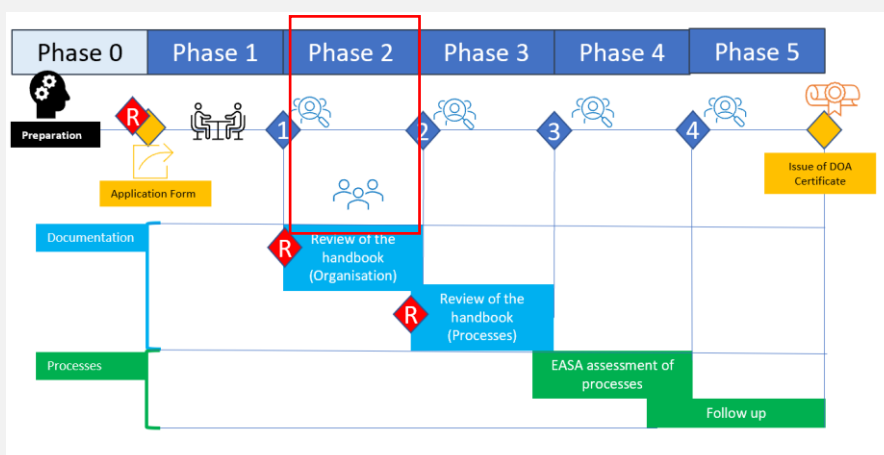 Phase 0
Phase 1
Phase 2
Phase 3
Phase 4
Phase 5
Preparation
R
1
2
3
4
Application Form
Issue of DOA
Certificate
Documentation
R
Review of the
handbook
(Organisation)
R
Review of the
handbook
(Processes)
Processes
EASA assessment of
processes
Follow up